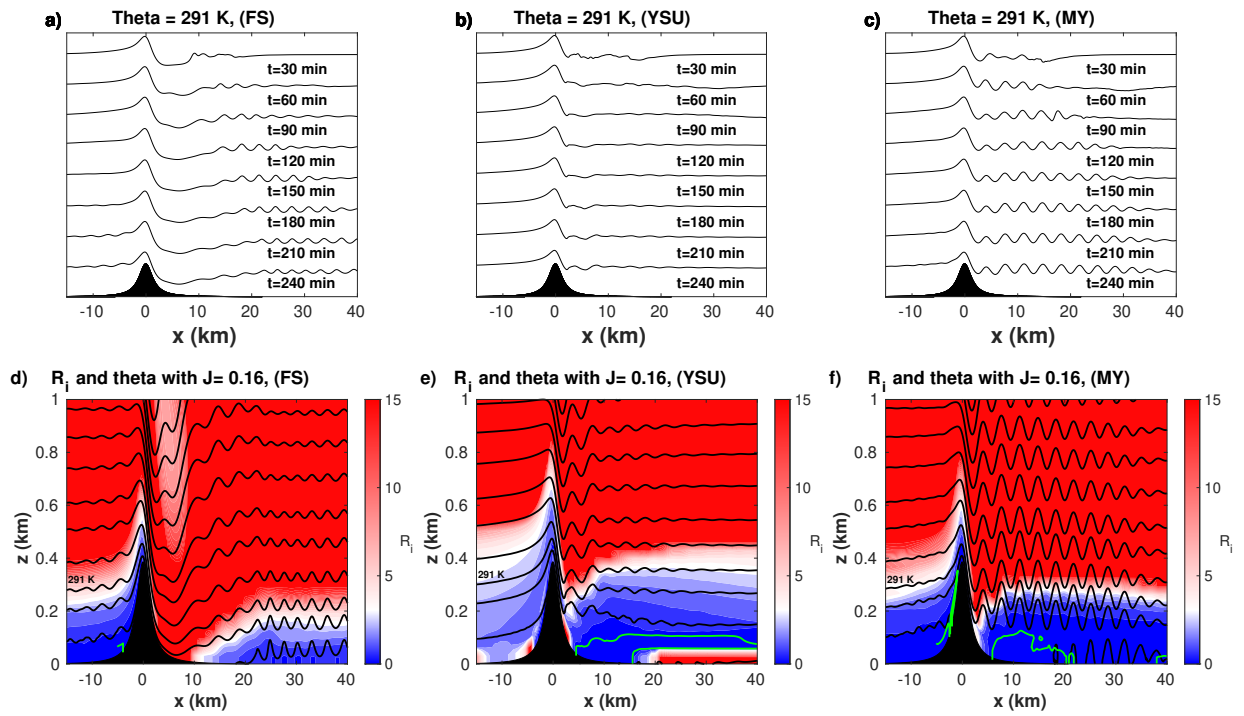 a) Theta = 291 K, (FS)
t=30 min
t=60 min
t=90 min
t=120 min
t=150 min
t=180 min
t=210 min
t=240 min
-10 0 10 20 30 40
x (km)
b) Theta = 291 K, (YSU)
t=30 min
t=60 min
t=90 min
t=120 min
t=150 min
t=180 min
t=210 min
t=240 min
-10 0 10 20 30 40
x (km)
c) Theta = 291 K, (MY)
t=30 min
t=60 min
t=90 min
t=120 min
t=150 min
t=180 min
t=210 min
t=240 min
-10 0 10 20 30 40
x (km)
d) R_i and theta with J= 0.16, (FS)
1
0.8
0.6
0.4
0.2
0
z (km)
291 K
-10 0 10 20 30 40
x (km)
15
10
5
0
R_i
e) R_i and theta with J= 0.16, (YSU)
1
0.8
0.6
0.4
0.2
0
z (km)
291 K
-10 0 10 20 30 40
x (km)
15
10
5
0
R_i
f) R_i and theta with J= 0.16, (MY)
1
0.8
0.6
0.4
0.2
0
z (km)
291 K
-10 0 10 20 30 40
x (km)
15
10
5
0
R_i